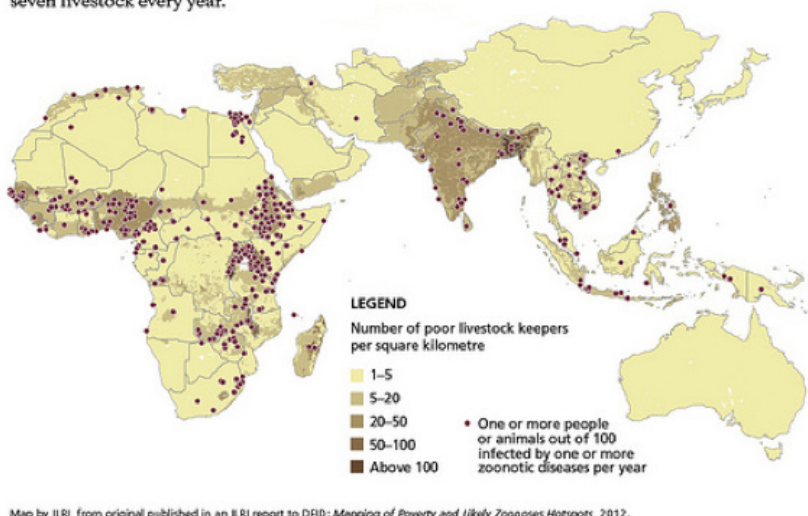 seven livestock every year.
LEGEND
Number of poor livestock keepers
per square kilometre
1–5
5–20
20–50
50–100
Above 100
One or more people
or animals out of 100
infected by one or more
zoonotic diseases per year
Map by ILRI, from original published in an ILRI report to DFID: Mapping of Poverty and Likely Zoonoses Hotspots, 2012.